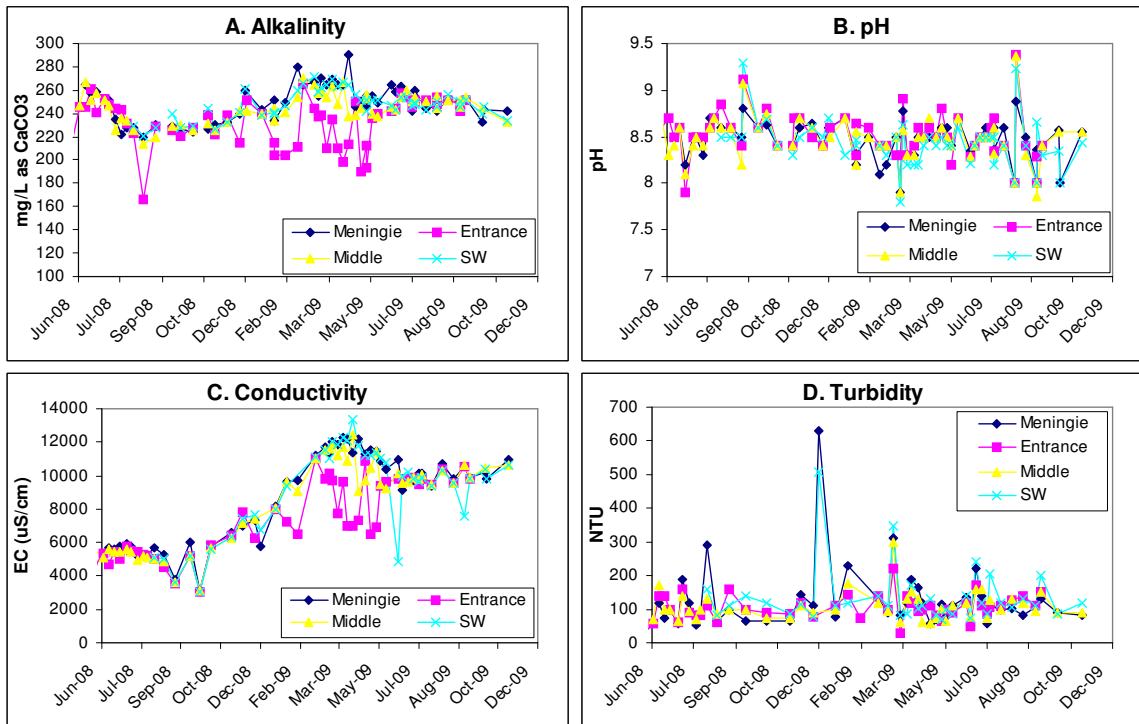 A. Alkalinity
mg/L as CaCO3
300
280
260
240
220
200
180
160
140
120
100
Meningie
Entrance
Middle
SW
Jun-08
Jul-08
Sep-08
Oct-08
Dec-08
Feb-09
Mar-09
May-09
Jul-09
Aug-09
Oct-09
Dec-09
B. pH
pH
9.5
9
8.5
8
7.5
7
Meningie
Entrance
Middle
SW
Jun-08
Jul-08
Sep-08
Oct-08
Dec-08
Feb-09
Mar-09
May-09
Jul-09
Aug-09
Oct-09
Dec-09
C. Conductivity
EC (uS/cm)
14000
12000
10000
8000
6000
4000
2000
0
Meningie
Entrance
Middle
SW
Jun-08
Jul-08
Sep-08
Oct-08
Dec-08
Feb-09
Mar-09
May-09
Jul-09
Aug-09
Oct-09
Dec-09
D. Turbidity
NTU
700
600
500
400
300
200
100
0
Meningie
Entrance
Middle
SW
Jun-08
Jul-08
Sep-08
Oct-08
Dec-08
Feb-09
Mar-09
May-09
Jul-09
Aug-09
Oct-09
Dec-09